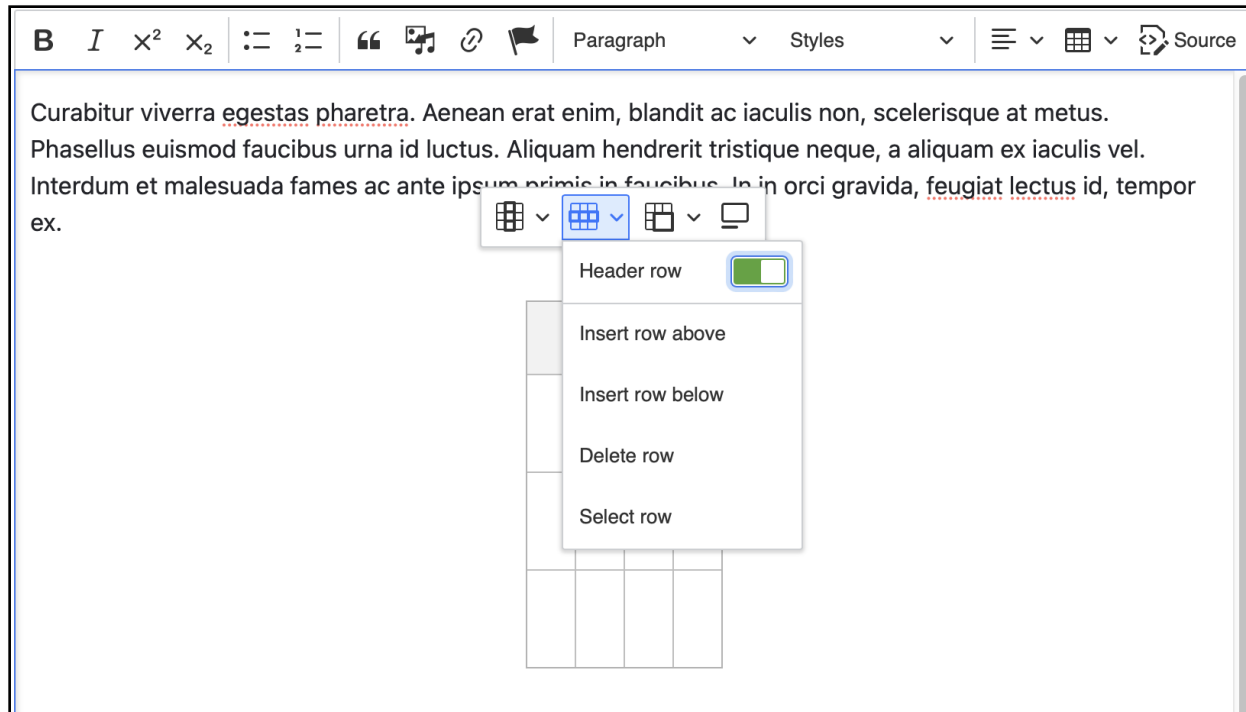 B I x² x₂ Paragraph Styles Source
Curabitur viverra egestas pharetra. Aenean erat enim, blandit ac iaculis non, scelerisque at metus.
Phasellus euismod faucibus urna id luctus. Aliquam hendrerit tristique neque, a aliquam ex iaculis vel.
Interdum et malesuada fames ac ante ipsum primis in faucibus. In in orci gravida, feugiat lectus id, tempor
ex.
Header row
Insert row above
Insert row below
Delete row
Select row